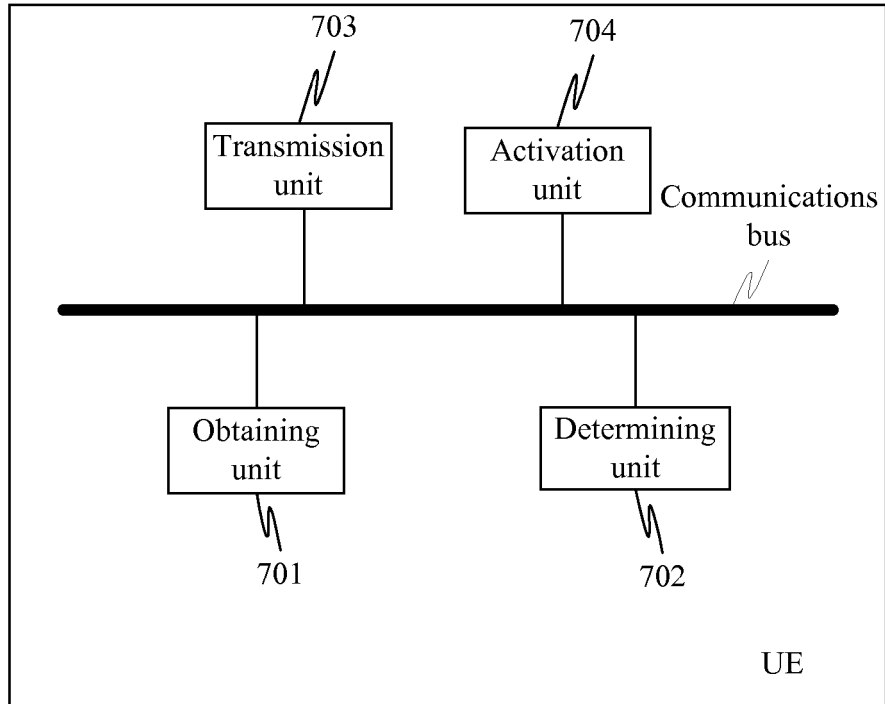 703
704
Transmission
unit
Activation
unit
Communications
bus
Obtaining
unit
Determining
unit
701
702
UE